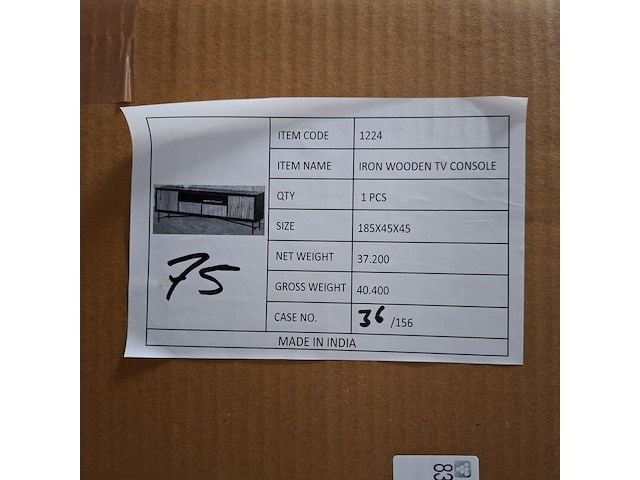 ITEM CODE 1224
ITEM NAME IRON WOODEN TV CONSOLE
QTY 1 PCS
SIZE 185X45X45
75
NET WEIGHT 37.200
GROSS WEIGHT 40.400
CASE NO. 36 /156
MADE IN INDIA
83